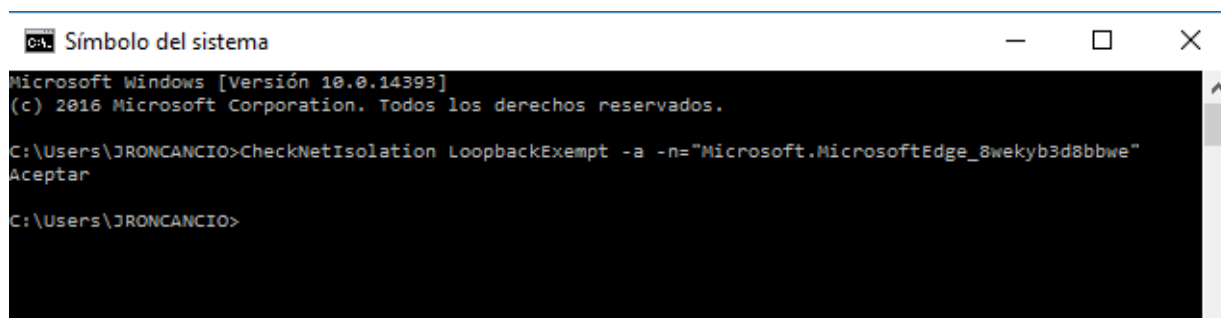 Símbolo del sistema
Microsoft Windows [Versión 10.0.14393]
(c) 2016 Microsoft Corporation. Todos los derechos reservados.
C:\Users\JRONCANCIO>CheckNetIsolation LoopbackExempt -a -n="Microsoft.MicrosoftEdge_8wekyb3d8bbwe"
Aceptar
C:\Users\JRONCANCIO>